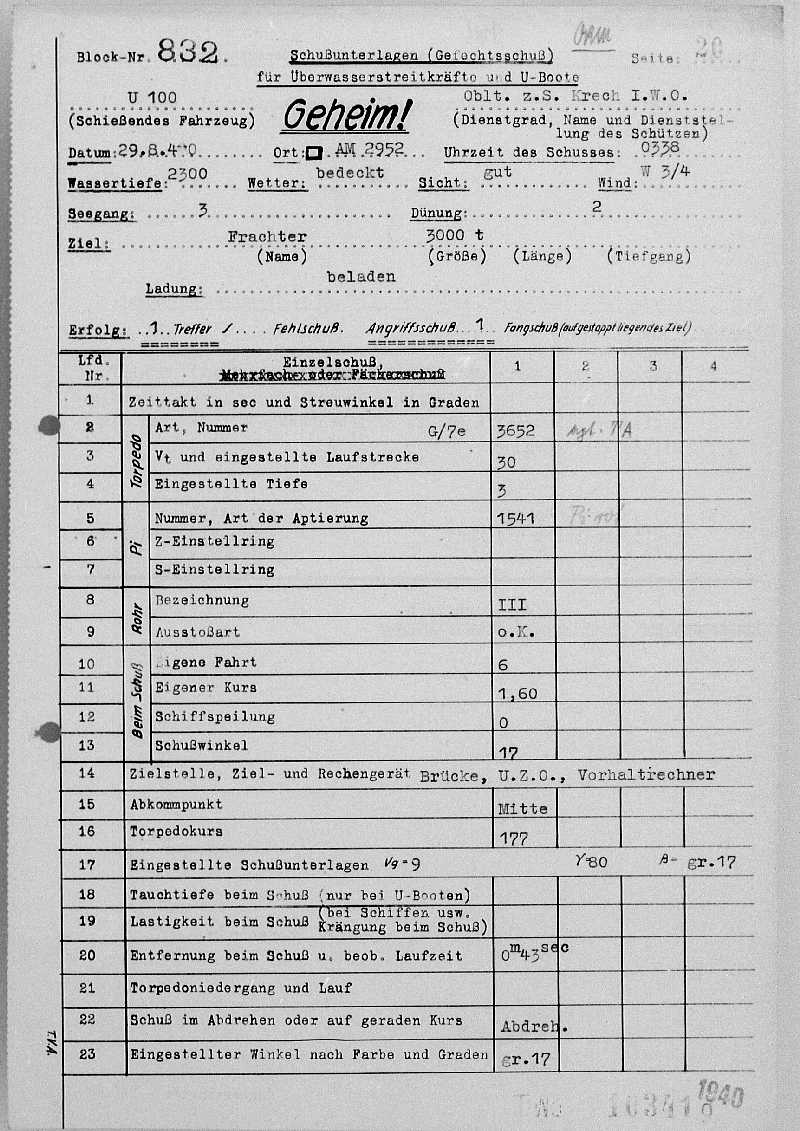 Block-Nr. 832.
Schußunterlagen (Gefechtsschuß)
Seite: 20
für Überwasserstreitkräfte und U-Boote
U 100
Geheim!
Oblt. z.S. Krech I.W.O.
(Schießendes Fahrzeug)
(Dienstgrad, Name und Dienststel-
lung des Schützen)
Datum: 29.8.40 Ort: AM 2952 Uhrzeit des Schusses: 0338
Wassertiefe: 2300 Wetter: bedeckt Sicht: gut Wind: W 3/4
Seegang: 3 Dünung: 2
Ziel: Frachter 3000 t
(Name) (Größe) (Länge) (Tiefgang)
Ladung: beladen
Erfolg: 1 Treffer / Fehlschuß. Angriffsschuß 1 Fangschuß (auf gestoppt liegendes Ziel)
Lfd. Nr. Einzelschuß, Mehrfach- oder Fächerschuß 1 2 3 4
1 Zeittakt in sec und Streuwinkel in Graden
Torpedo
2 Art, Nummer G/7e 3652
3 Vt und eingestellte Laufstrecke 30
4 Eingestellte Tiefe 3
Pi
5 Nummer, Art der Aptierung 1541
6 Z-Einstellring
7 S-Einstellring
Rohr
8 Bezeichnung III
9 Ausstoßart o.K.
Beim Schuß
10 Eigene Fahrt 6
11 Eigener Kurs 1,60
12 Schiffspeilung 0
13 Schußwinkel 17
14 Zielstelle, Ziel- und Rechengerät Brücke, U.Z.O., Vorhaltrechner
15 Abkommpunkt Mitte
16 Torpedokurs 177
17 Eingestellte Schußunterlagen Vg=9 γ=80 β= gr.17
18 Tauchtiefe beim Schuß (nur bei U-Booten)
19 Lastigkeit beim Schuß (bei Schiffen usw. Krängung beim Schuß)
20 Entfernung beim Schuß u. beob. Laufzeit 0m43sec
21 Torpedoniedergang und Lauf
22 Schuß im Abdrehen oder auf geraden Kurs Abdreh.
23 Eingestellter Winkel nach Farbe und Graden gr.17
T.V.A.
1940